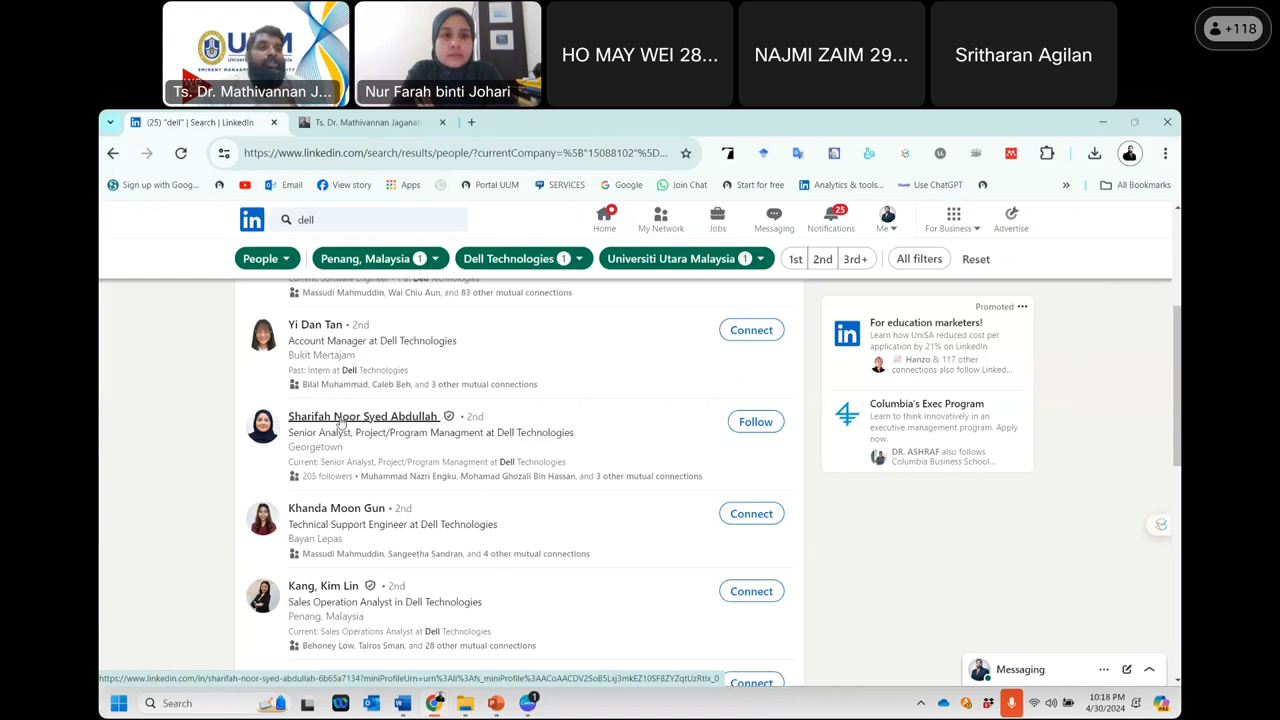 +118
UUM
Ts. Dr. Mathivannan J...
Nur Farah binti Johari
HO MAY WEI 28...
NAJMI ZAIM 29...
Sritharan Agilan
(25) "dell" | Search | LinkedIn
Ts. Dr. Mathivannan Jaganat
https://www.linkedin.com/search/results/people/?currentCompany=%5B"15088102"%5D...
Sign up with Goog...
Email
View story
Apps
Portal UUM
SERVICES
Google
Join Chat
Start for free
Analytics & tools...
Use ChatGPT
All Bookmarks
in
dell
Home
My Network
Jobs
Messaging
25
Notifications
Me
For Business
Advertise
People
Penang, Malaysia 1
Dell Technologies 1
Universiti Utara Malaysia 1
1st
2nd
3rd+
All filters
Reset
Massudi Mahmuddin, Wai Chiu Aun, and 83 other mutual connections
Yi Dan Tan • 2nd
Account Manager at Dell Technologies
Bukit Mertajam
Past: Intern at Dell Technologies
Bilal Muhammad, Caleb Beh, and 3 other mutual connections
Connect
Sharifah Noor Syed Abdullah • 2nd
Senior Analyst, Project/Program Managment at Dell Technologies
Georgetown
Current: Senior Analyst, Project/Program Managment at Dell Technologies
205 followers • Muhammad Nazri Engku, Mohamad Ghozali Bin Hassan, and 3 other mutual connections
Follow
Khanda Moon Gun • 2nd
Technical Support Engineer at Dell Technologies
Bayan Lepas
Massudi Mahmuddin, Sangeetha Sandran, and 4 other mutual connections
Connect
Kang, Kim Lin • 2nd
Sales Operation Analyst in Dell Technologies
Penang, Malaysia
Current: Sales Operations Analyst at Dell Technologies
Behoney Low, Tairos Sman, and 28 other mutual connections
Connect
Connect
Promoted
For education marketers!
Learn how UniSA reduced cost per
application by 21% on LinkedIn
Hanzo & 117 other
connections also follow Linked...
Columbia's Exec Program
Learn to think innovatively in an
executive management program. Apply
now.
DR. ASHRAF also follows
Columbia Business School...
Messaging
Search
10:18 PM
4/30/2024